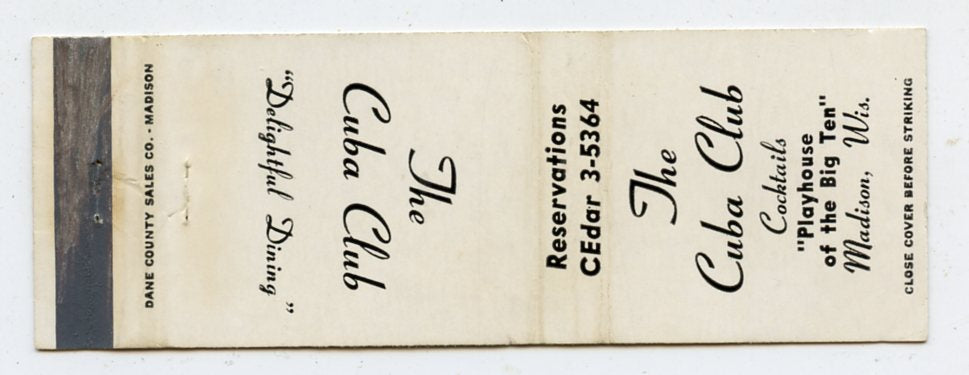 The
Cuba Club
Cocktails
"Playhouse
of the Big Ten"
Madison, Wis.
CLOSE COVER BEFORE STRIKING
Reservations
CEdar 3-5364
The
Cuba Club
"Delightful Dining"
DANE COUNTY SALES CO. - MADISON